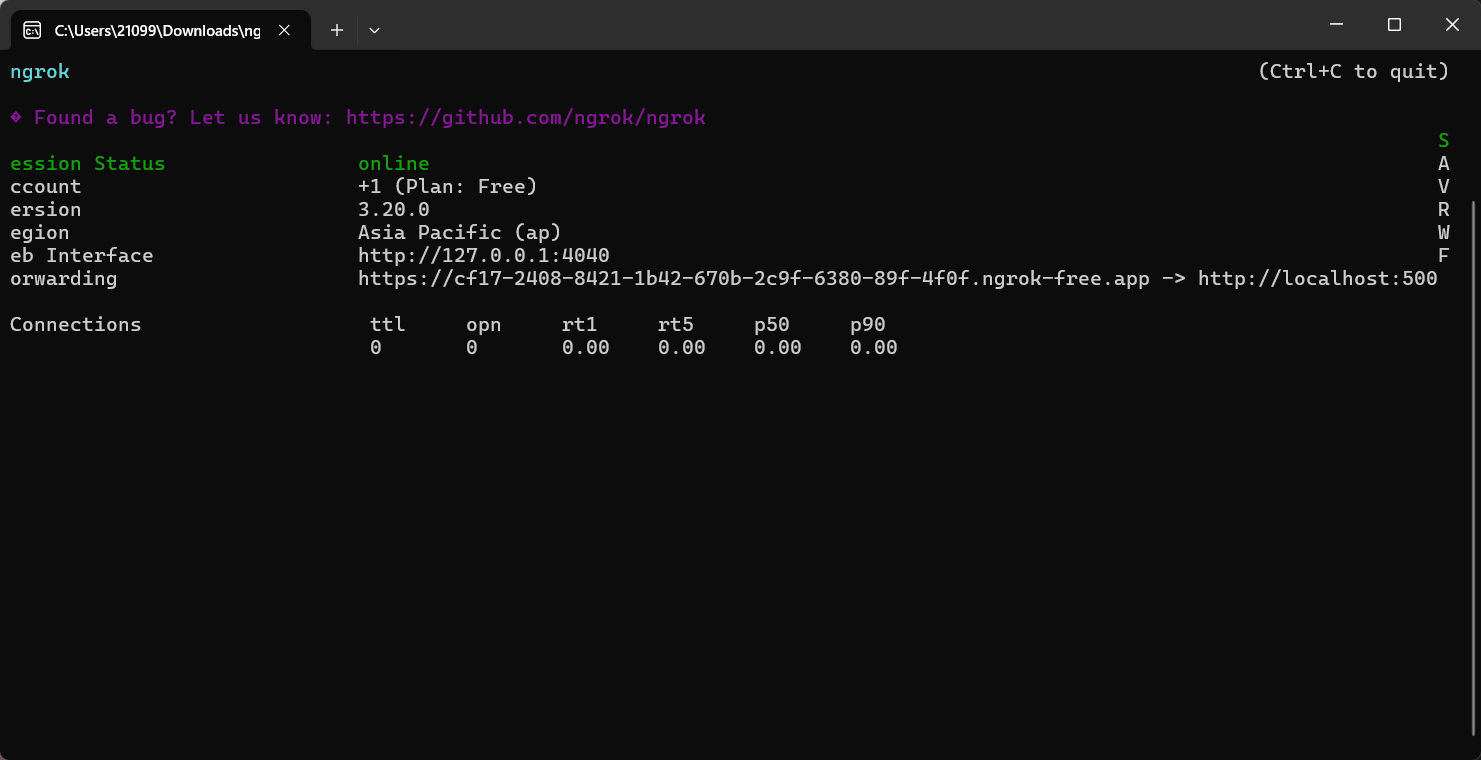 C:\Users\21099\Downloads\ng
ngrok (Ctrl+C to quit)
� Found a bug? Let us know: https://github.com/ngrok/ngrok
S
ession Status online A
ccount +1 (Plan: Free) V
ersion 3.20.0 R
egion Asia Pacific (ap) W
eb Interface http://127.0.0.1:4040 F
orwarding https://cf17-2408-8421-1b42-670b-2c9f-6380-89f-4f0f.ngrok-free.app -> http://localhost:500
Connections ttl opn rt1 rt5 p50 p90
0 0 0.00 0.00 0.00 0.00